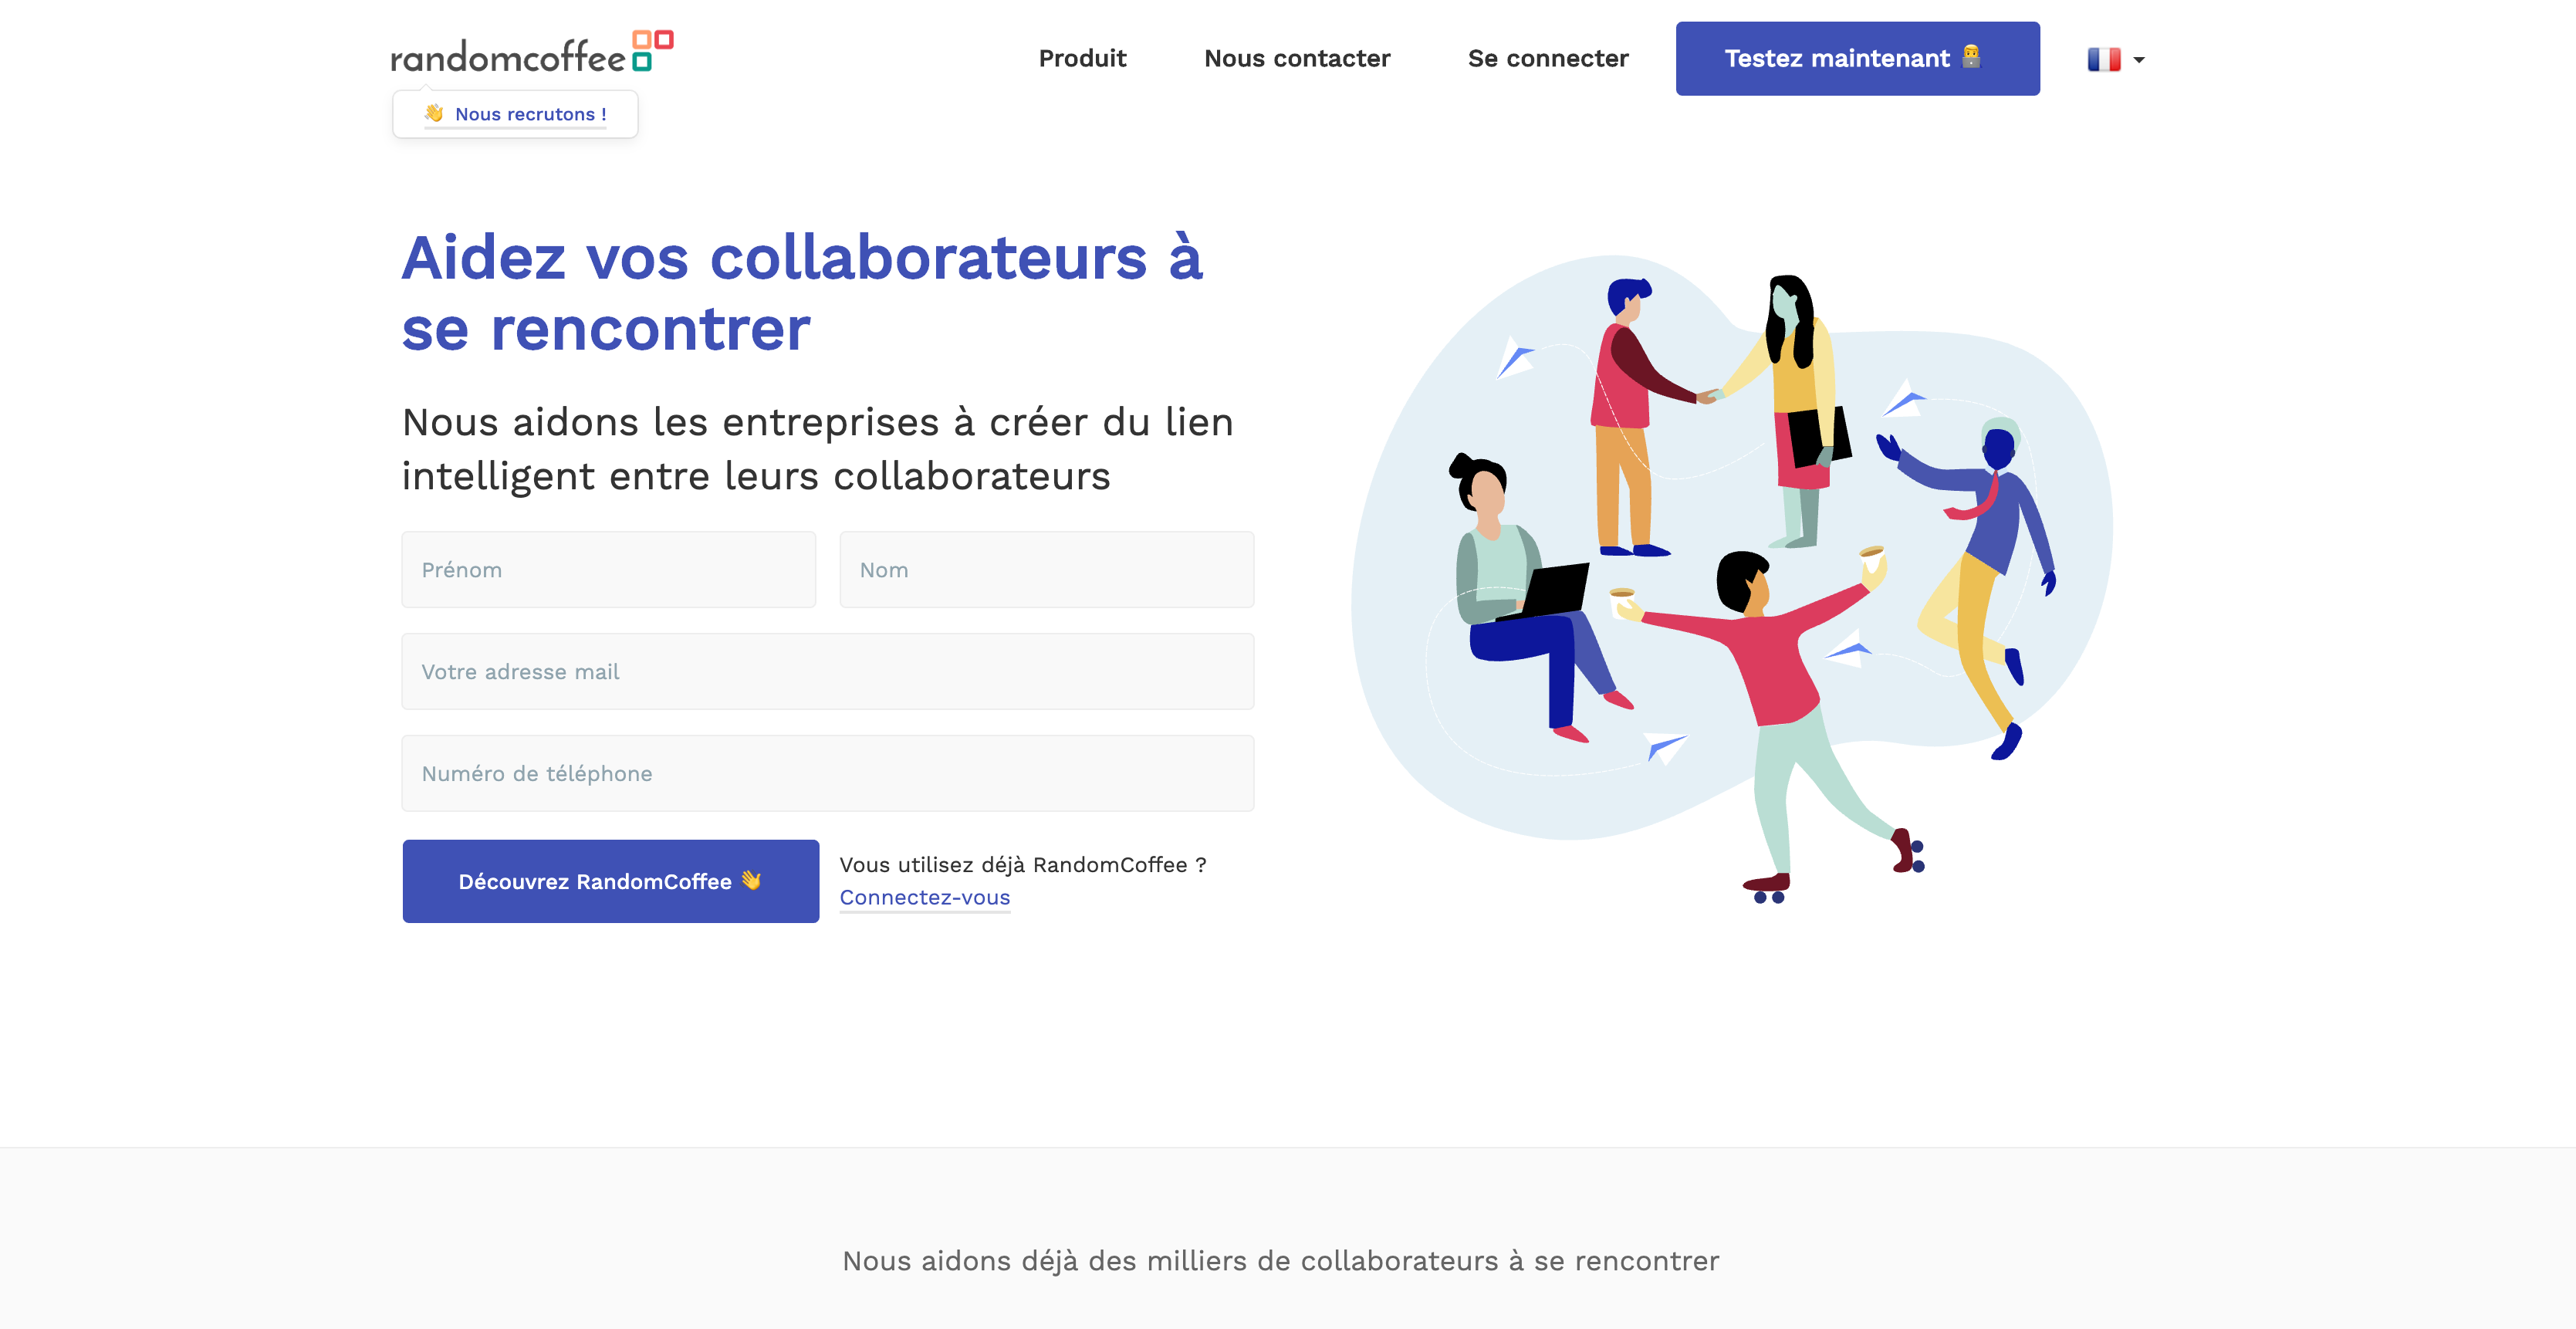 randomcoffee
Produit
Nous contacter
Se connecter
Testez maintenant
Nous recrutons !
Aidez vos collaborateurs à
se rencontrer
Nous aidons les entreprises à créer du lien
intelligent entre leurs collaborateurs
Prénom
Nom
Votre adresse mail
Numéro de téléphone
Découvrez RandomCoffee 👋
Vous utilisez déjà RandomCoffee ?
Connectez-vous
Nous aidons déjà des milliers de collaborateurs à se rencontrer